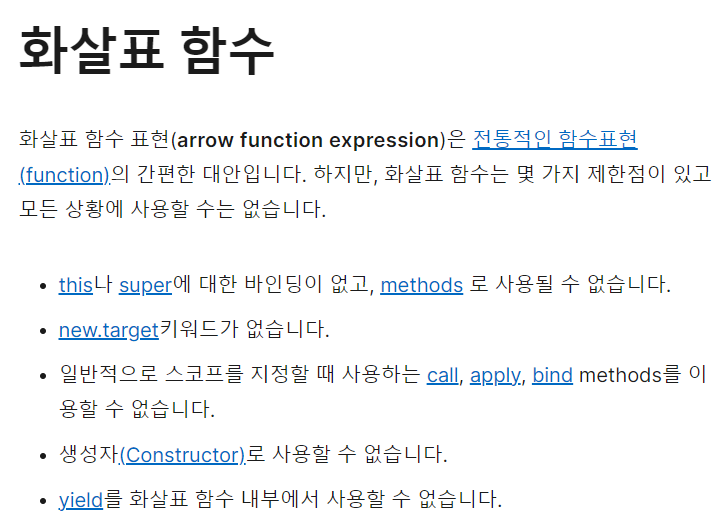 화살표 함수
화살표 함수 표현(arrow function expression)은 전통적인 함수표현
(function)의 간편한 대안입니다. 하지만, 화살표 함수는 몇 가지 제한점이 있고
모든 상황에 사용할 수는 없습니다.
• this나 super에 대한 바인딩이 없고, methods 로 사용될 수 없습니다.
• new.target키워드가 없습니다.
• 일반적으로 스코프를 지정할 때 사용하는 call, apply, bind methods를 이
용할 수 없습니다.
• 생성자(Constructor)로 사용할 수 없습니다.
• yield를 화살표 함수 내부에서 사용할 수 없습니다.